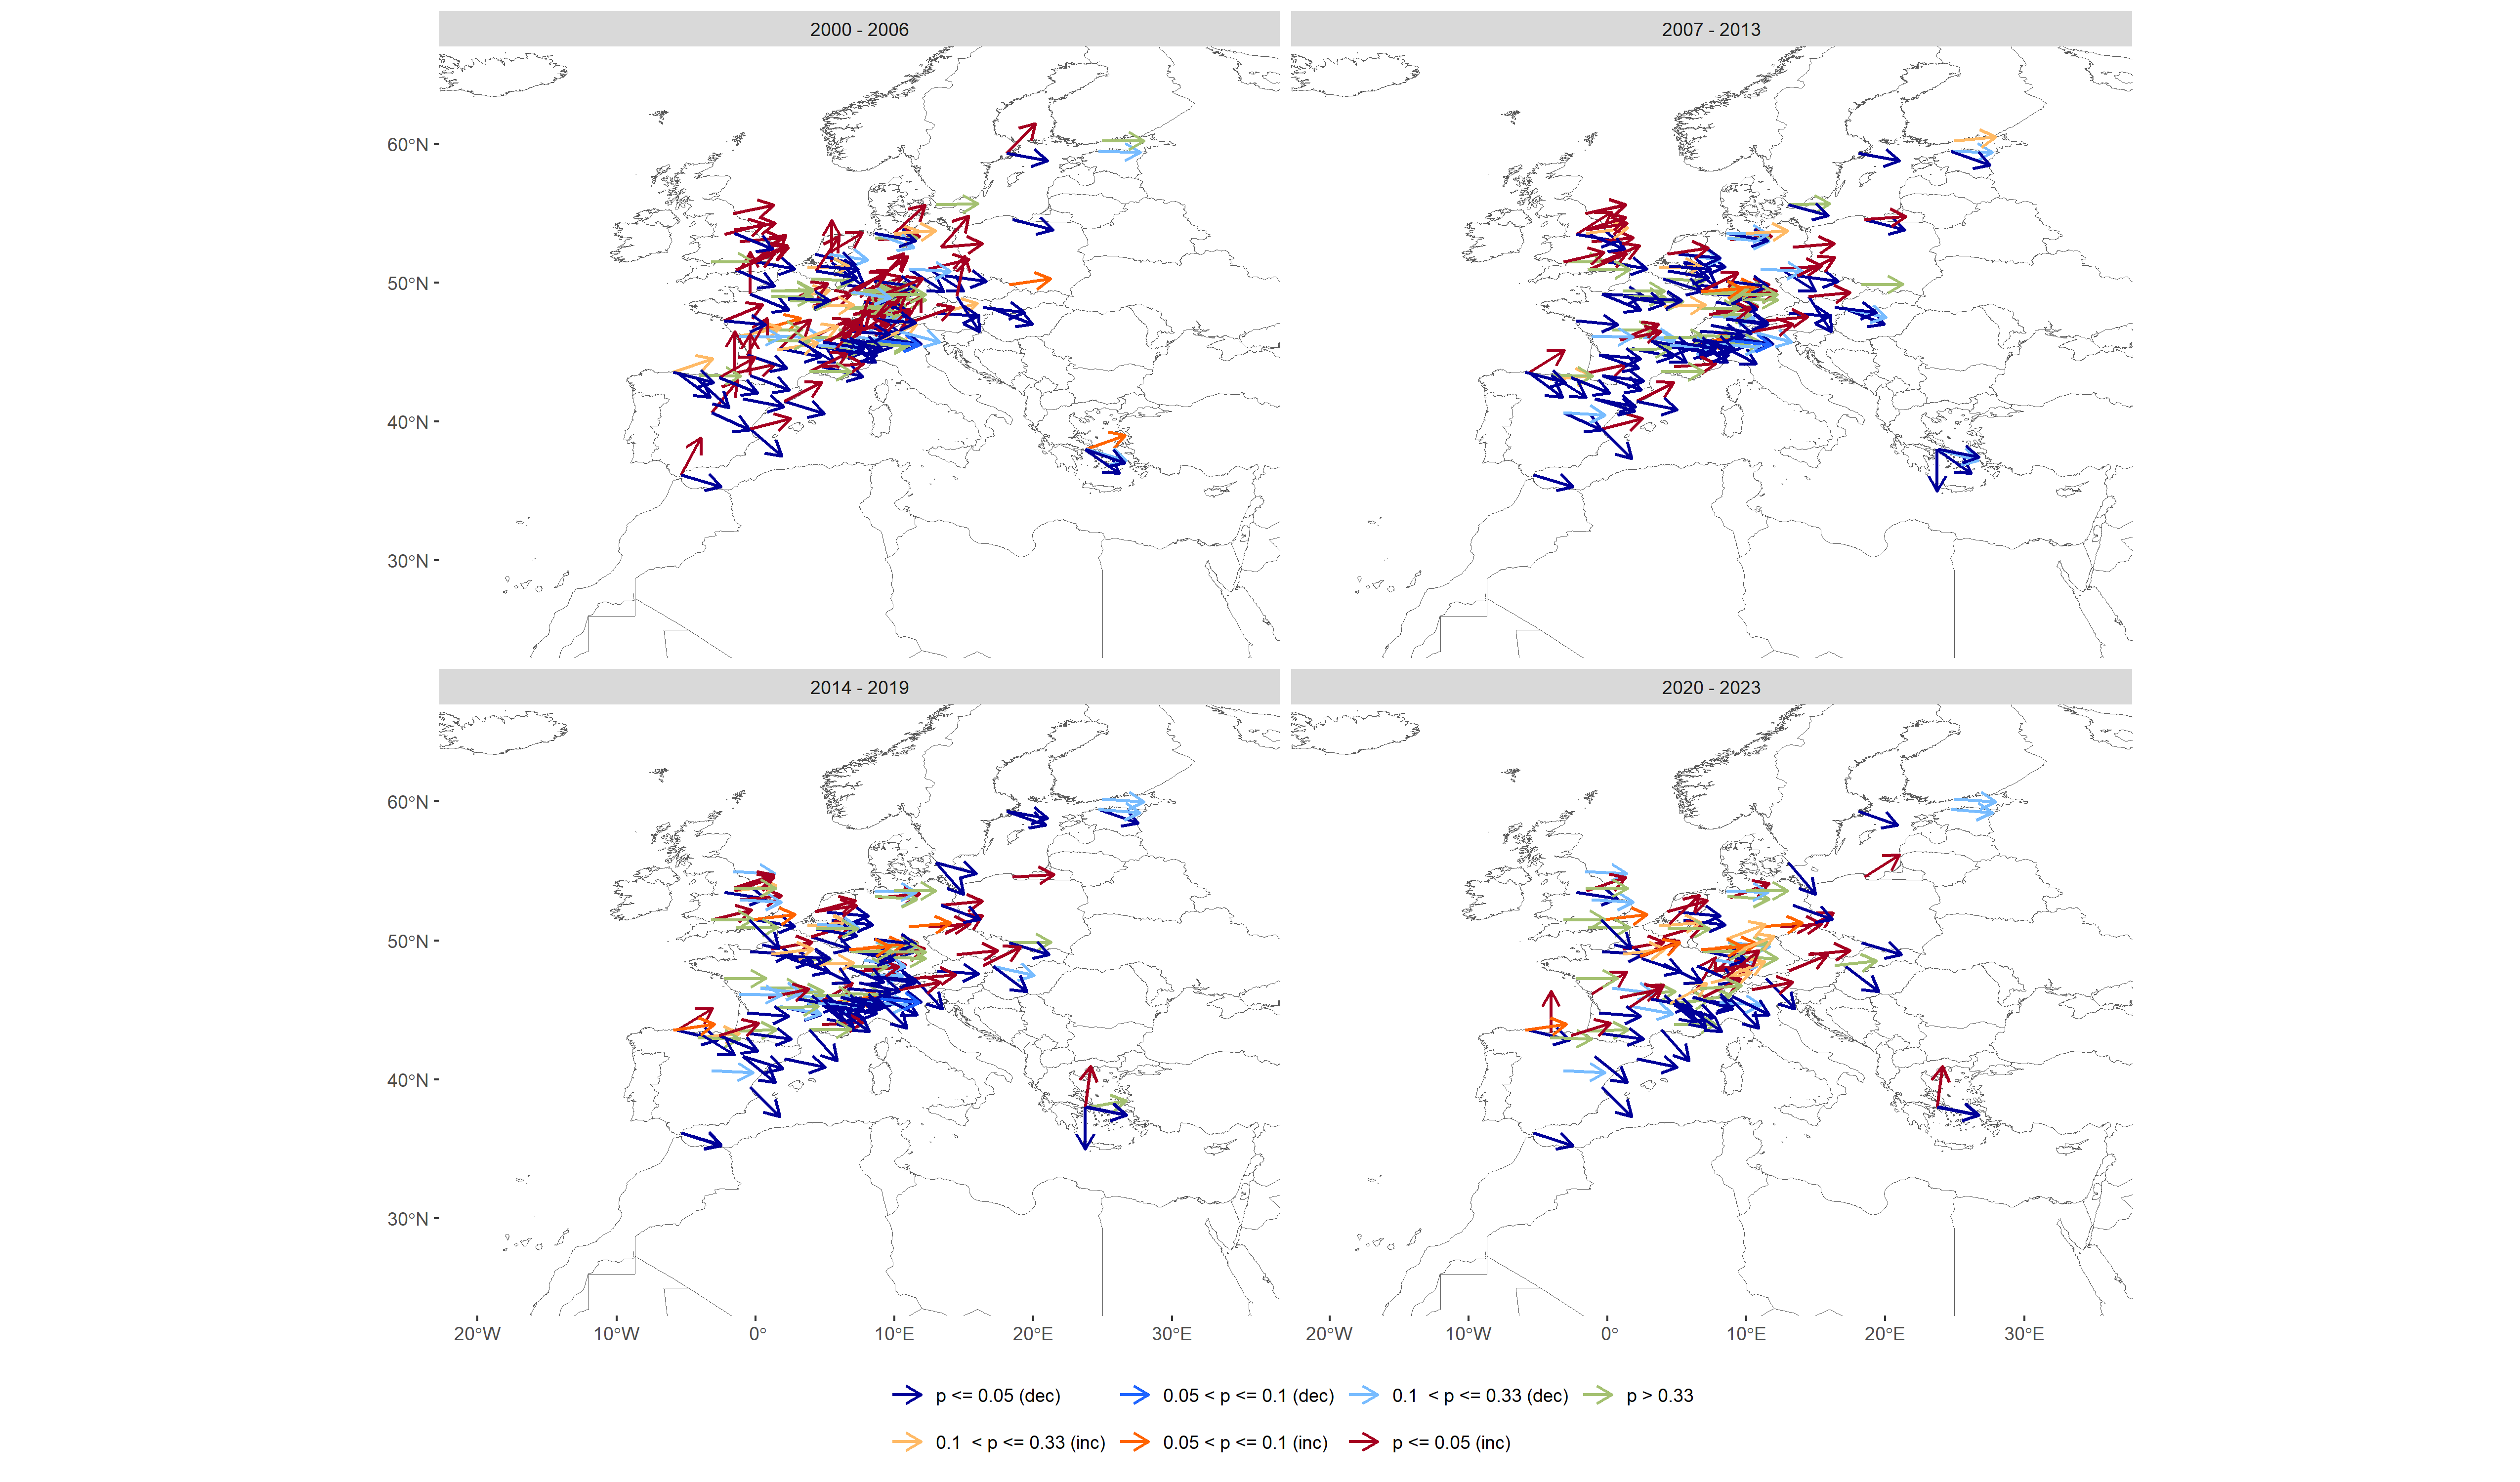 2000 - 2006
2007 - 2013
60°N
50°N
40°N
30°N
2014 - 2019
2020 - 2023
60°N
50°N
40°N
30°N
20°W 10°W 0° 10°E 20°E 30°E 20°W 10°W 0° 10°E 20°E 30°E
p <= 0.05 (dec) 0.05 < p <= 0.1 (dec) 0.1 < p <= 0.33 (dec) p > 0.33
0.1 < p <= 0.33 (inc) 0.05 < p <= 0.1 (inc) p <= 0.05 (inc)